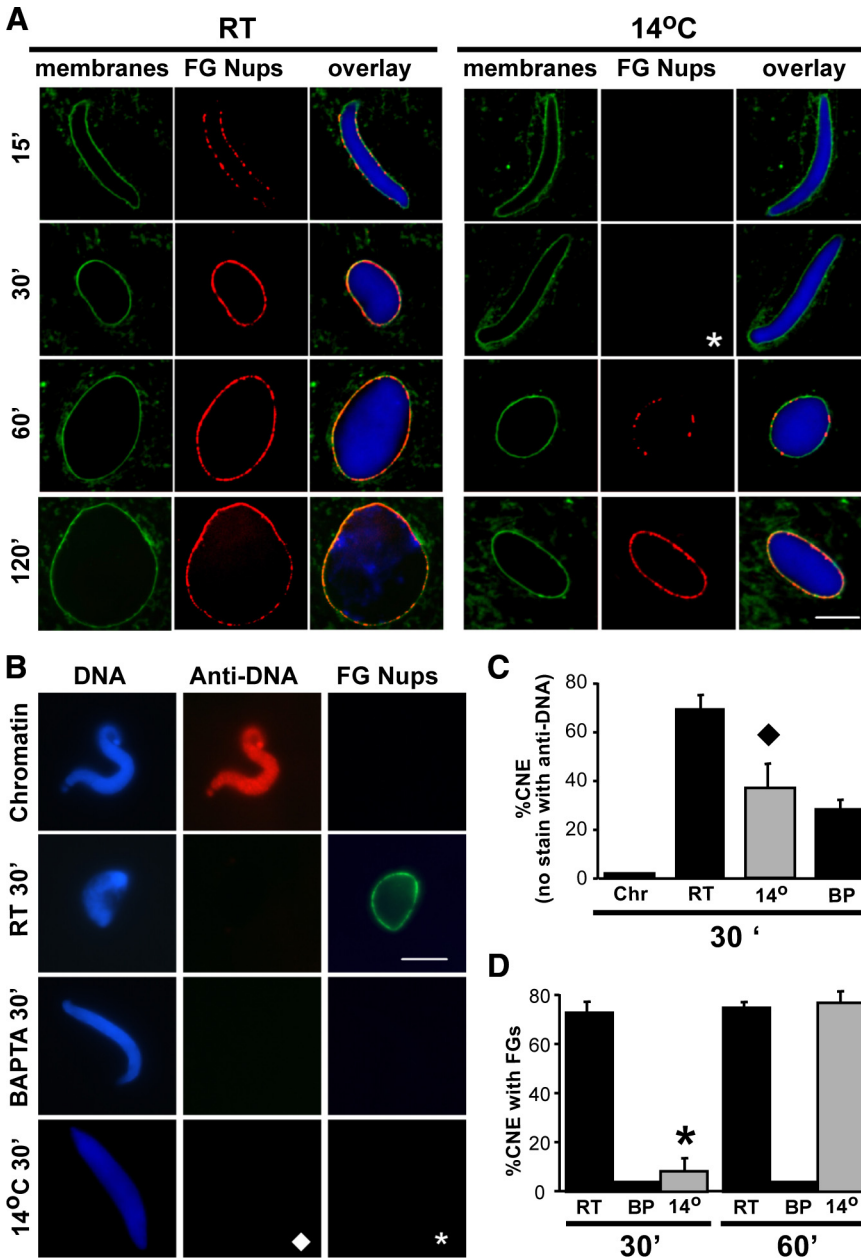 A
RT
14ºC
membranes FG Nups overlay
membranes FG Nups overlay
15'
30'
*
60'
120'
B
DNA Anti-DNA FG Nups
Chromatin
RT 30'
BAPTA 30'
14ºC 30'
◆ *
C
%CNE
(no stain with anti-DNA)
80
60
40
20
0
◆
Chr RT 14º BP
30 ‘
D
%CNE with FGs
80
60
40
20
0
*
RT BP 14º RT BP 14º
30' 60'